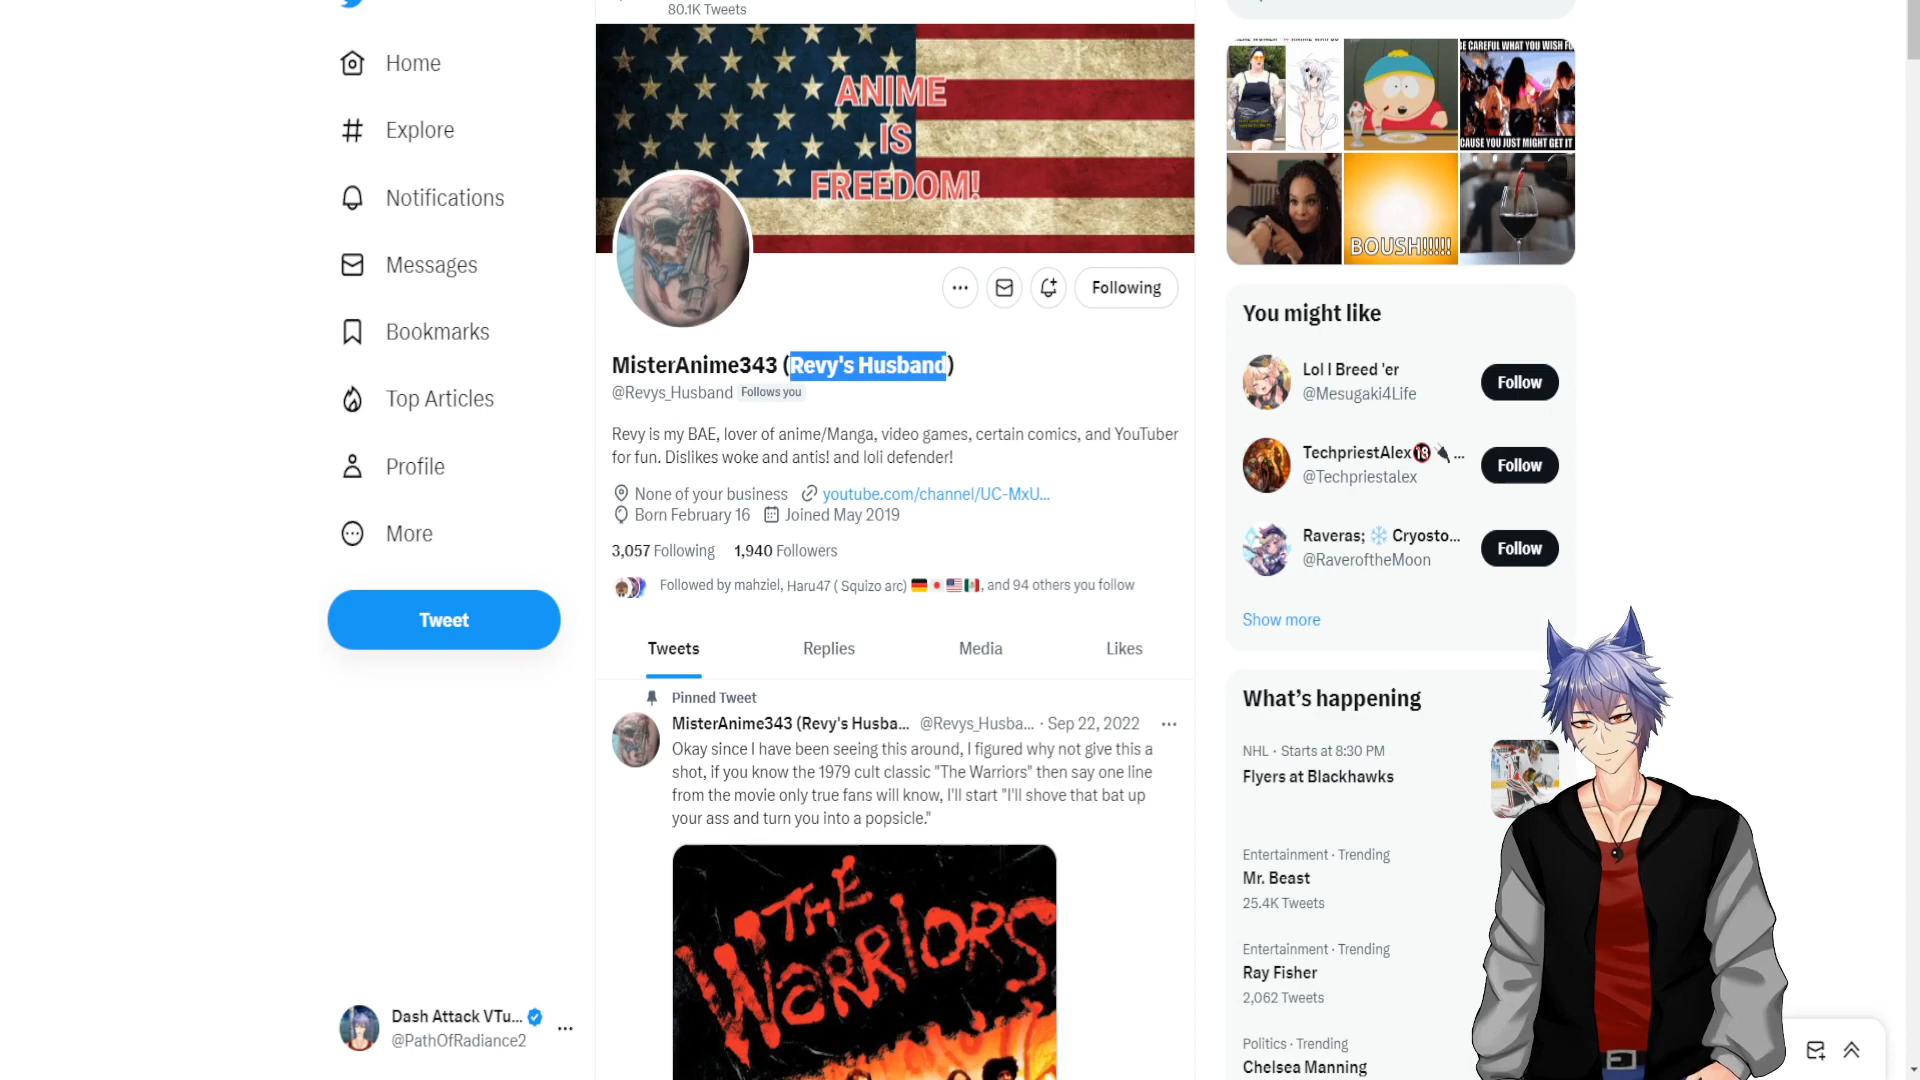 80.1K Tweets
Home
Explore
Notifications
Messages
Bookmarks
Top Articles
Profile
More
Tweet
Dash Attack VTu...
@PathOfRadiance2
ANIME
IS
FREEDOM!
Following
MisterAnime343 (Revy's Husband)
@Revys_Husband Follows you
Revy is my BAE, lover of anime/Manga, video games, certain comics, and YouTuber
for fun. Dislikes woke and antis! and loli defender!
None of your business youtube.com/channel/UC-MxU...
Born February 16 Joined May 2019
3,057 Following 1,940 Followers
Followed by mahziel, Haru47 ( Squizo arc) , and 94 others you follow
Tweets Replies Media Likes
Pinned Tweet
MisterAnime343 (Revy's Husba... @Revys_Husba... · Sep 22, 2022
Okay since I have been seeing this around, I figured why not give this a
shot, if you know the 1979 cult classic "The Warriors" then say one line
from the movie only true fans will know, I'll start "I'll shove that bat up
your ass and turn you into a popsicle."
THE
WARRIORS
BE CAREFUL WHAT YOU WISH FO
CAUSE YOU JUST MIGHT GET IT
BOUSH!!!!!
You might like
Lol I Breed 'er
@Mesugaki4Life
Follow
TechpriestAlex🔞🔌...
@Techpriestalex
Follow
Raveras; ❄️ Cryosto...
@RaveroftheMoon
Follow
Show more
What's happening
NHL · Starts at 8:30 PM
Flyers at Blackhawks
Entertainment · Trending
Mr. Beast
25.4K Tweets
Entertainment · Trending
Ray Fisher
2,062 Tweets
Politics · Trending
Chelsea Manning